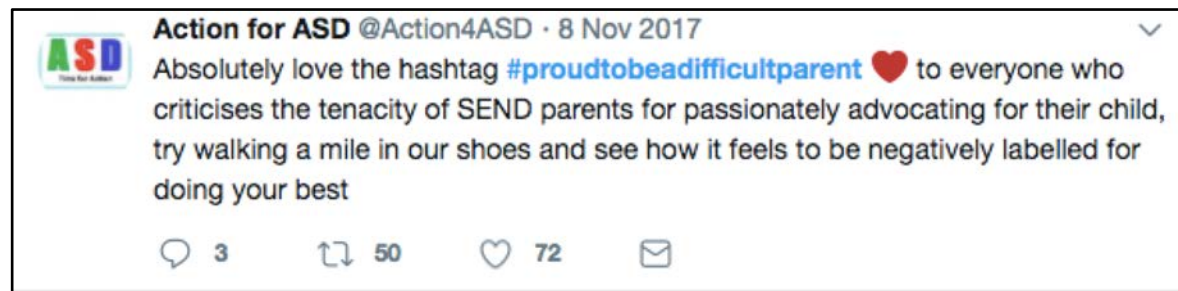 ASD
Time for Action
Action for ASD @Action4ASD · 8 Nov 2017
Absolutely love the hashtag #proudtobeadifficultparent ❤ to everyone who
criticises the tenacity of SEND parents for passionately advocating for their child,
try walking a mile in our shoes and see how it feels to be negatively labelled for
doing your best
3 50 72